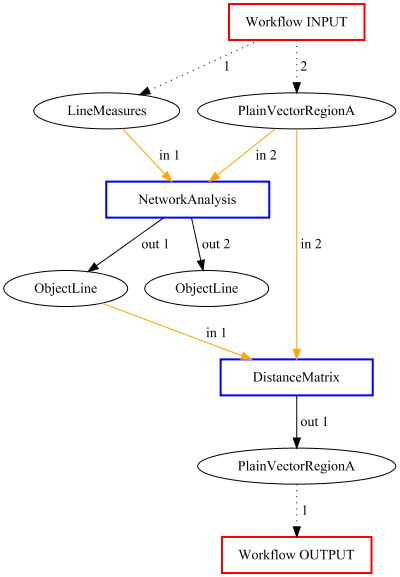 Workflow INPUT
1
2
LineMeasures
PlainVectorRegionA
in 1
in 2
NetworkAnalysis
out 1
out 2
in 2
ObjectLine
ObjectLine
in 1
DistanceMatrix
out 1
PlainVectorRegionA
1
Workflow OUTPUT